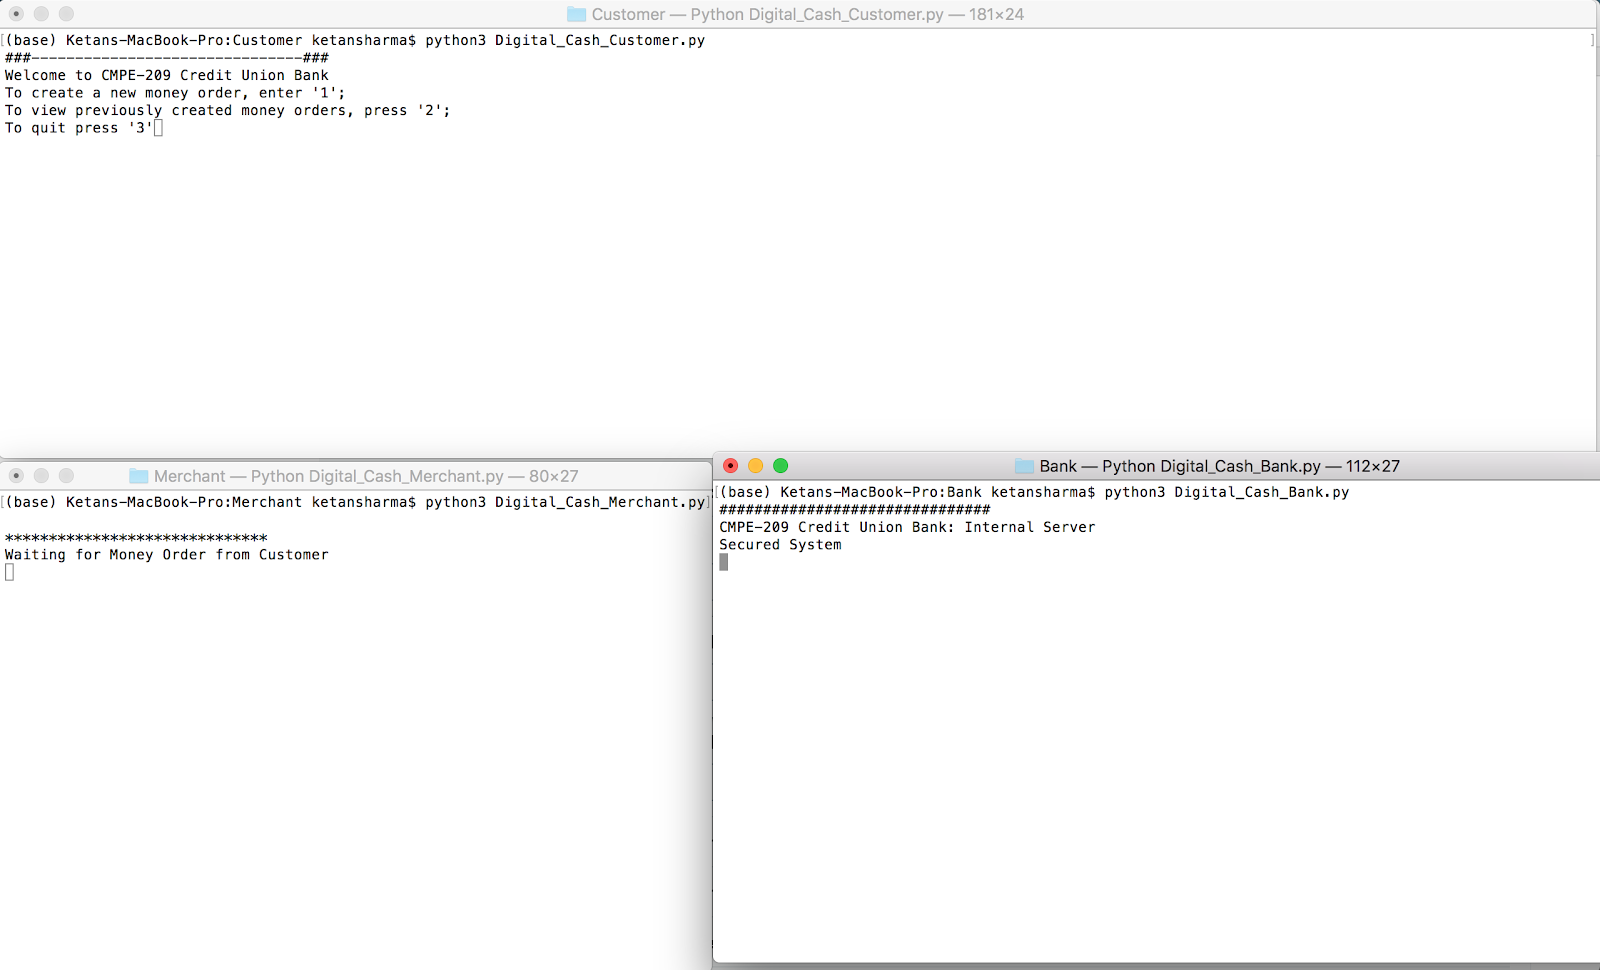 Customer — Python Digital_Cash_Customer.py — 181×24
[(base) Ketans-MacBook-Pro:Customer ketansharma$ python3 Digital_Cash_Customer.py ]
###-------------------------------###
Welcome to CMPE-209 Credit Union Bank
To create a new money order, enter '1';
To view previously created money orders, press '2';
To quit press '3'
Merchant — Python Digital_Cash_Merchant.py — 80×27
[(base) Ketans-MacBook-Pro:Merchant ketansharma$ python3 Digital_Cash_Merchant.py]
******************************
Waiting for Money Order from Customer
Bank — Python Digital_Cash_Bank.py — 112×27
[(base) Ketans-MacBook-Pro:Bank ketansharma$ python3 Digital_Cash_Bank.py
###############################
CMPE-209 Credit Union Bank: Internal Server
Secured System